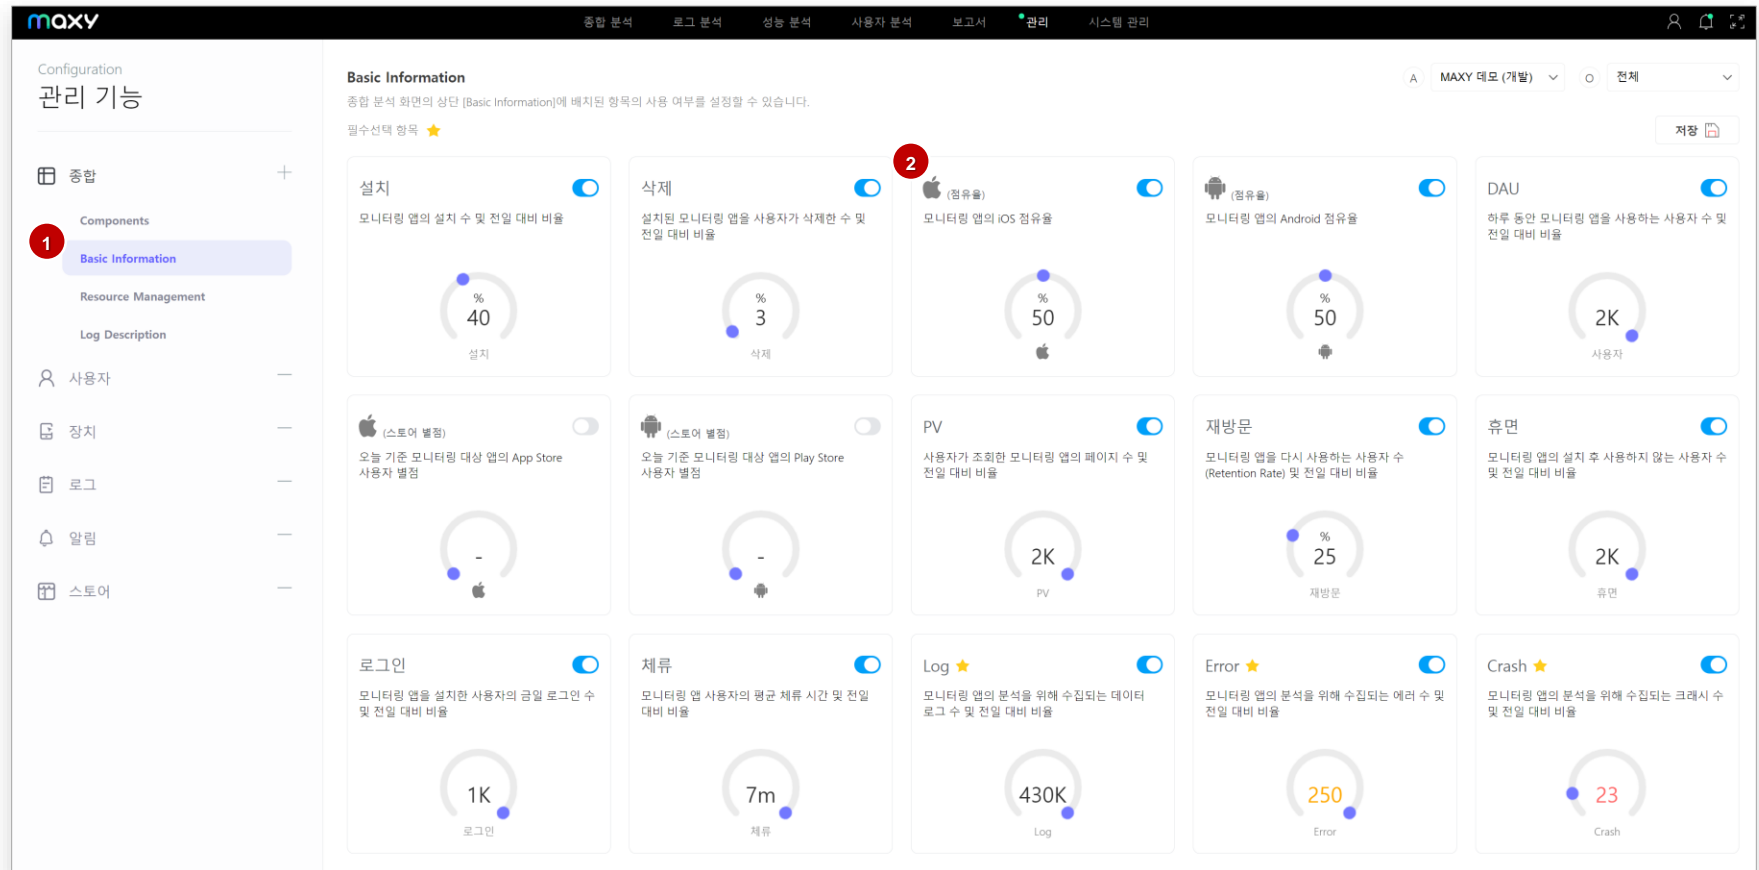 maxy
종합 분석
로그 분석
성능 분석
사용자 분석
보고서
관리
시스템 관리
Configuration
관리 기능
종합
Components
1
Basic Information
Resource Management
Log Description
사용자
장치
로그
알림
스토어
Basic Information
A
MAXY 데모 (개발)
O
전체
종합 분석 화면의 상단 [Basic Information]에 배치된 항목의 사용 여부를 설정할 수 있습니다.
필수선택 항목
저장
설치
모니터링 앱의 설치 수 및 전일 대비 비율
%
40
설치
삭제
설치된 모니터링 앱을 사용자가 삭제한 수 및
전일 대비 비율
%
3
삭제
2
(점유율)
모니터링 앱의 iOS 점유율
%
50
(점유율)
모니터링 앱의 Android 점유율
%
50
DAU
하루 동안 모니터링 앱을 사용하는 사용자 수 및
전일 대비 비율
2K
사용자
(스토어 별점)
오늘 기준 모니터링 대상 앱의 App Store
사용자 별점
-
(스토어 별점)
오늘 기준 모니터링 대상 앱의 Play Store
사용자 별점
-
PV
사용자가 조회한 모니터링 앱의 페이지 수 및
전일 대비 비율
2K
PV
재방문
모니터링 앱을 다시 사용하는 사용자 수
(Retention Rate) 및 전일 대비 비율
%
25
재방문
휴면
모니터링 앱의 설치 후 사용하지 않는 사용자 수
및 전일 대비 비율
2K
휴면
로그인
모니터링 앱을 설치한 사용자의 금일 로그인 수
및 전일 대비 비율
1K
로그인
체류
모니터링 앱 사용자의 평균 체류 시간 및 전일
대비 비율
7m
체류
Log
모니터링 앱의 분석을 위해 수집되는 데이터
로그 수 및 전일 대비 비율
430K
Log
Error
모니터링 앱의 분석을 위해 수집되는 에러 수 및
전일 대비 비율
250
Error
Crash
모니터링 앱의 분석을 위해 수집되는 크래시 수
및 전일 대비 비율
23
Crash